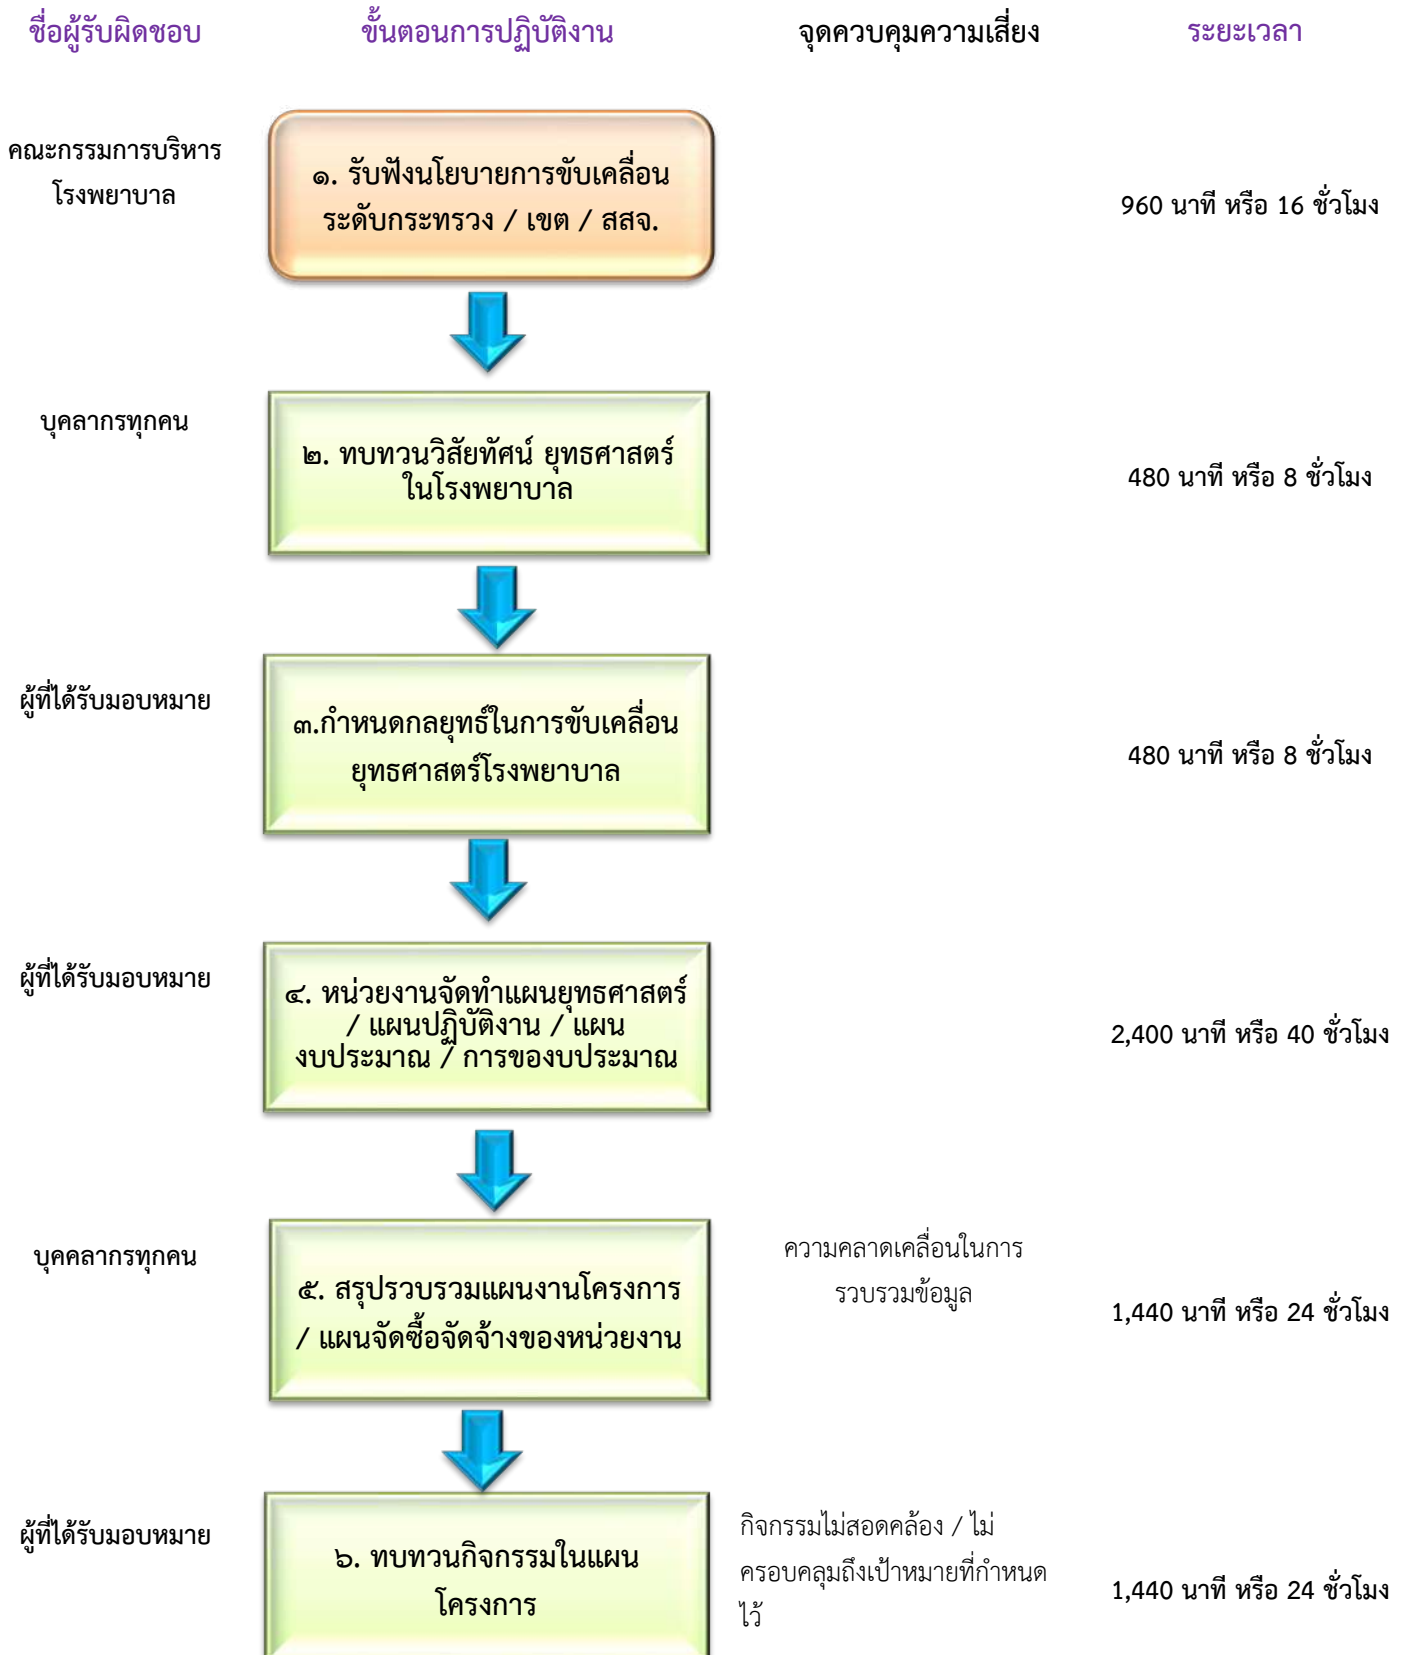 ชื่อผู้รับผิดชอบ
ขั้นตอนการปฏิบัติงาน
จุดควบคุมความเสี่ยง
ระยะเวลา
คณะกรรมการบริหาร
โรงพยาบาล
๑. รับฟังนโยบายการขับเคลื่อน
ระดับกระทรวง / เขต / สสจ.
960 นาที หรือ 16 ชั่วโมง
บุคลากรทุกคน
๒. ทบทวนวิสัยทัศน์ ยุทธศาสตร์
ในโรงพยาบาล
480 นาที หรือ 8 ชั่วโมง
ผู้ที่ได้รับมอบหมาย
๓.กำหนดกลยุทธ์ในการขับเคลื่อน
ยุทธศาสตร์โรงพยาบาล
480 นาที หรือ 8 ชั่วโมง
ผู้ที่ได้รับมอบหมาย
๔. หน่วยงานจัดทำแผนยุทธศาสตร์
/ แผนปฏิบัติงาน / แผน
งบประมาณ / การของบประมาณ
2,400 นาที หรือ 40 ชั่วโมง
บุคคลากรทุกคน
๕. สรุปรวบรวมแผนงานโครงการ
/ แผนจัดซื้อจัดจ้างของหน่วยงาน
ความคลาดเคลื่อนในการ
รวบรวมข้อมูล
1,440 นาที หรือ 24 ชั่วโมง
ผู้ที่ได้รับมอบหมาย
๖. ทบทวนกิจกรรมในแผน
โครงการ
กิจกรรมไม่สอดคล้อง / ไม่
ครอบคลุมถึงเป้าหมายที่กำหนด
ไว้
1,440 นาที หรือ 24 ชั่วโมง